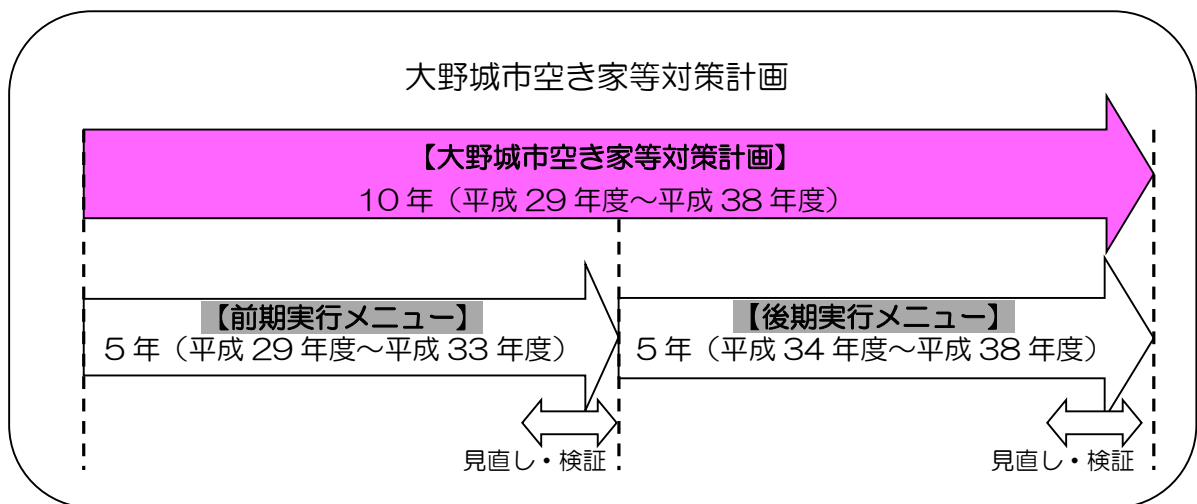 大野城市空き家等対策計画
【大野城市空き家等対策計画】
10年（平成29年度～平成38年度）
【前期実行メニュー】
5年（平成29年度～平成33年度）
【後期実行メニュー】
5年（平成34年度～平成38年度）
見直し・検証
見直し・検証